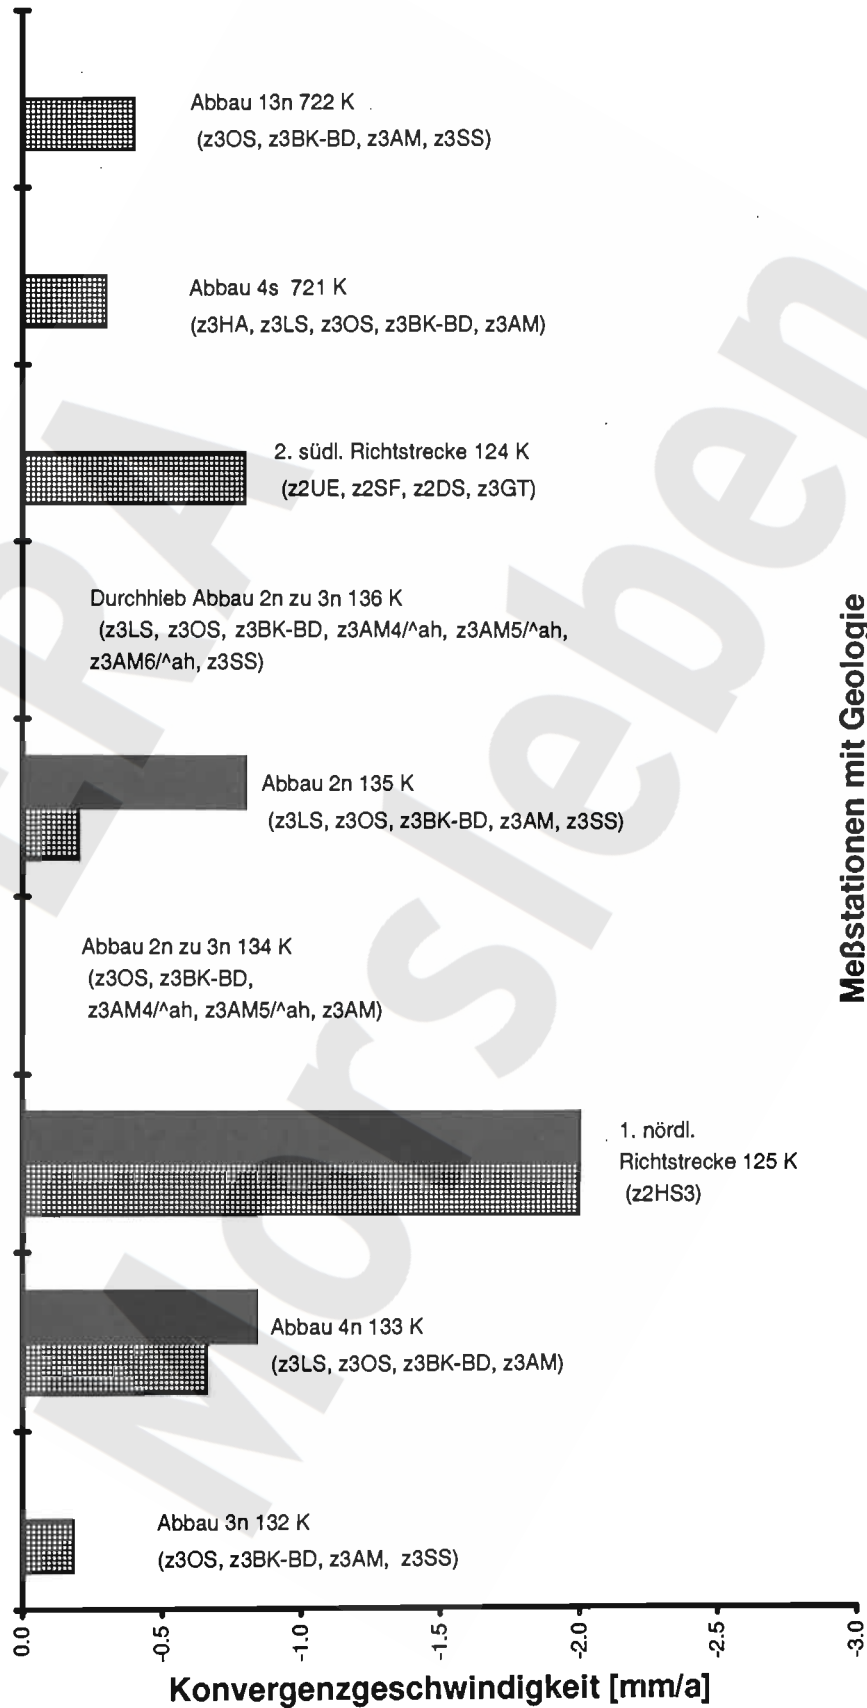 Abbau 13n 722 K
(z3OS, z3BK-BD, z3AM, z3SS)
Abbau 4s 721 K
(z3HA, z3LS, z3OS, z3BK-BD, z3AM)
2. südl. Richtstrecke 124 K
(z2UE, z2SF, z2DS, z3GT)
Durchhieb Abbau 2n zu 3n 136 K
(z3LS, z3OS, z3BK-BD, z3AM4/^ah, z3AM5/^ah,
z3AM6/^ah, z3SS)
Abbau 2n 135 K
(z3LS, z3OS, z3BK-BD, z3AM, z3SS)
Abbau 2n zu 3n 134 K
(z3OS, z3BK-BD,
z3AM4/^ah, z3AM5/^ah, z3AM)
1. nördl.
Richtstrecke 125 K
(z2HS3)
Abbau 4n 133 K
(z3LS, z3OS, z3BK-BD, z3AM)
Abbau 3n 132 K
(z3OS, z3BK-BD, z3AM, z3SS)
Meßstationen mit Geologie
0.0
-0.5
-1.0
-1.5
-2.0
-2.5
-3.0
Konvergenzgeschwindigkeit [mm/a]
ERA
Morsleben